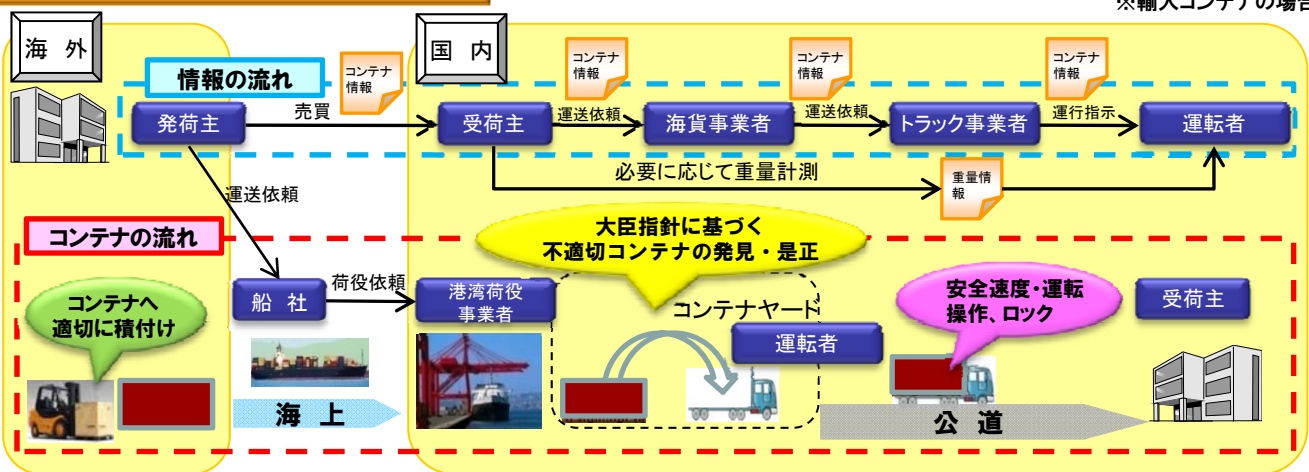 ※輸入コンテナの場合
海 外
国 内
情報の流れ
コンテナ
情報
コンテナ
情報
コンテナ
情報
コンテナ
情報
発荷主
売買
受荷主
運送依頼
海貨事業者
運送依頼
トラック事業者
運行指示
運転者
必要に応じて重量計測
重量情
報
運送依頼
コンテナの流れ
大臣指針に基づく
不適切コンテナの発見・是正
コンテナへ
適切に積付け
船 社
荷役依頼
港湾荷役
事業者
コンテナヤード
運転者
安全速度・運転
操作、ロック
受荷主
海 上
公 道